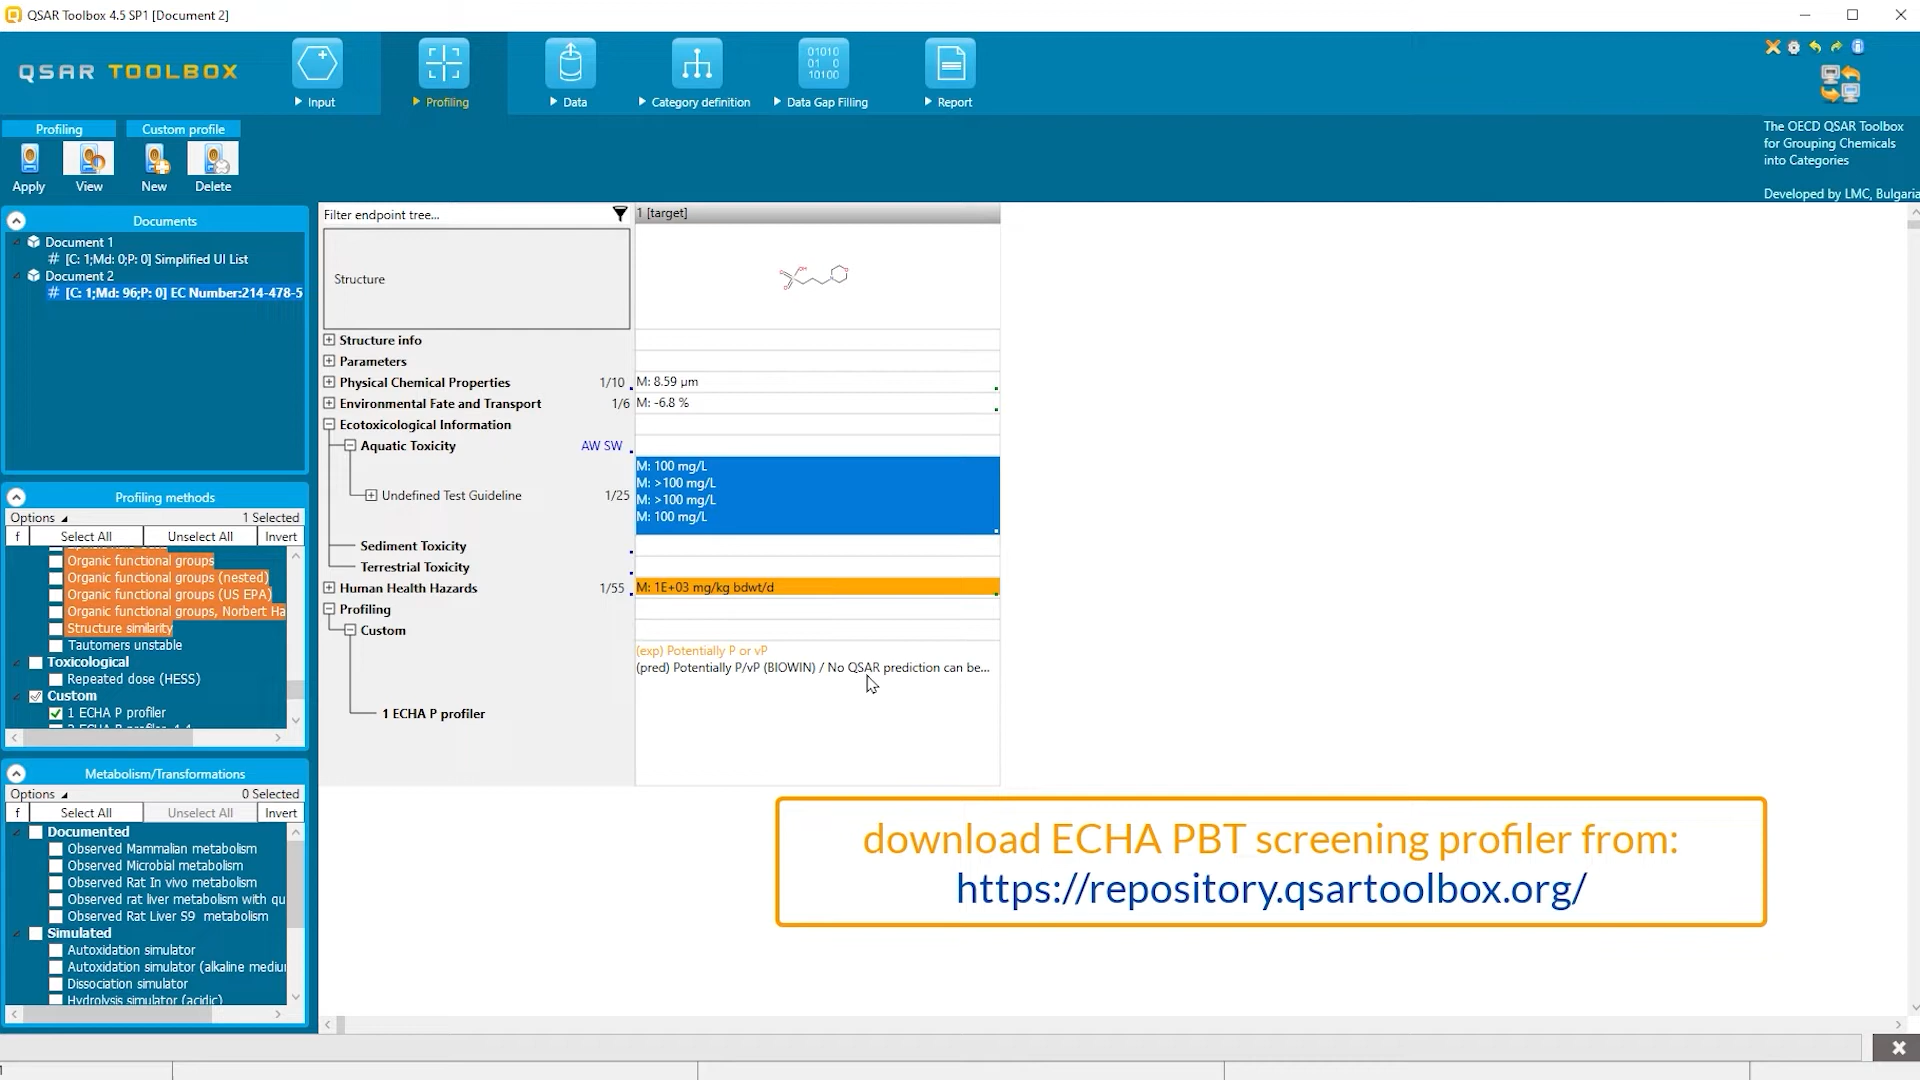 QSAR Toolbox 4.5 SP1 [Document 2]
QSAR TOOLBOX
Input
Profiling
Data
Category definition
Data Gap Filling
Report
01010
01 0
10100
The OECD QSAR Toolbox
for Grouping Chemicals
into Categories
Developed by LMC, Bulgaria
Profiling
Custom profile
Apply
View
New
Delete
Documents
Document 1
# [C: 1;Md: 0;P: 0] Simplified UI List
Document 2
# [C: 1;Md: 96;P: 0] EC Number:214-478-5
Profiling methods
Options
1 Selected
f
Select All
Unselect All
Invert
Organic functional groups
Organic functional groups (nested)
Organic functional groups (US EPA)
Organic functional groups, Norbert Ha
Structure similarity
Tautomers unstable
Toxicological
Repeated dose (HESS)
Custom
1 ECHA P profiler
Metabolism/Transformations
Options
0 Selected
f
Select All
Unselect All
Invert
Documented
Observed Mammalian metabolism
Observed Microbial metabolism
Observed Rat In vivo metabolism
Observed rat liver metabolism with qu
Observed Rat Liver S9 metabolism
Simulated
Autoxidation simulator
Autoxidation simulator (alkaline mediur
Dissociation simulator
Hydrolysis simulator (acidic)
Filter endpoint tree...
1 [target]
Structure
Structure info
Parameters
Physical Chemical Properties 1/10 M: 8.59 µm
Environmental Fate and Transport 1/6 M: -6.8 %
Ecotoxicological Information
Aquatic Toxicity AW SW
Undefined Test Guideline 1/25
M: 100 mg/L
M: >100 mg/L
M: >100 mg/L
M: 100 mg/L
Sediment Toxicity
Terrestrial Toxicity
Human Health Hazards 1/55 M: 1E+03 mg/kg bdwt/d
Profiling
Custom
(exp) Potentially P or vP
(pred) Potentially P/vP (BIOWIN) / No QSAR prediction can be...
1 ECHA P profiler
download ECHA PBT screening profiler from:
https://repository.qsartoolbox.org/